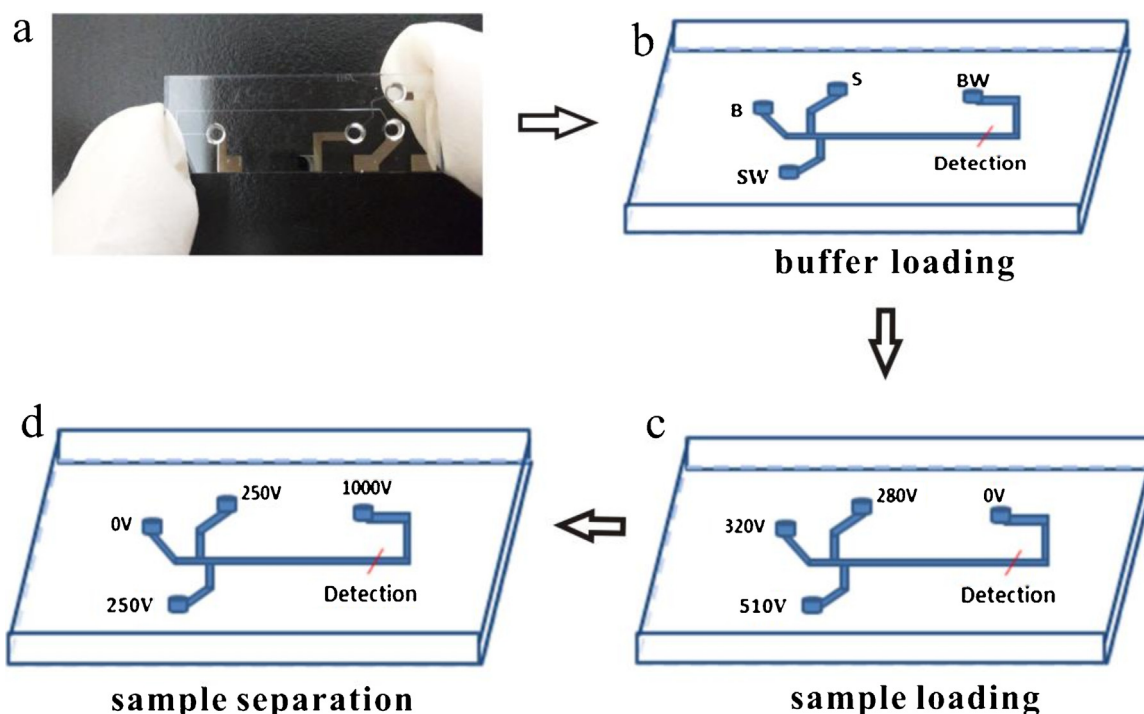 a
b
S
BW
B
SW
Detection
buffer loading
d
250V
1000V
0V
250V
Detection
sample separation
c
280V
0V
320V
510V
Detection
sample loading